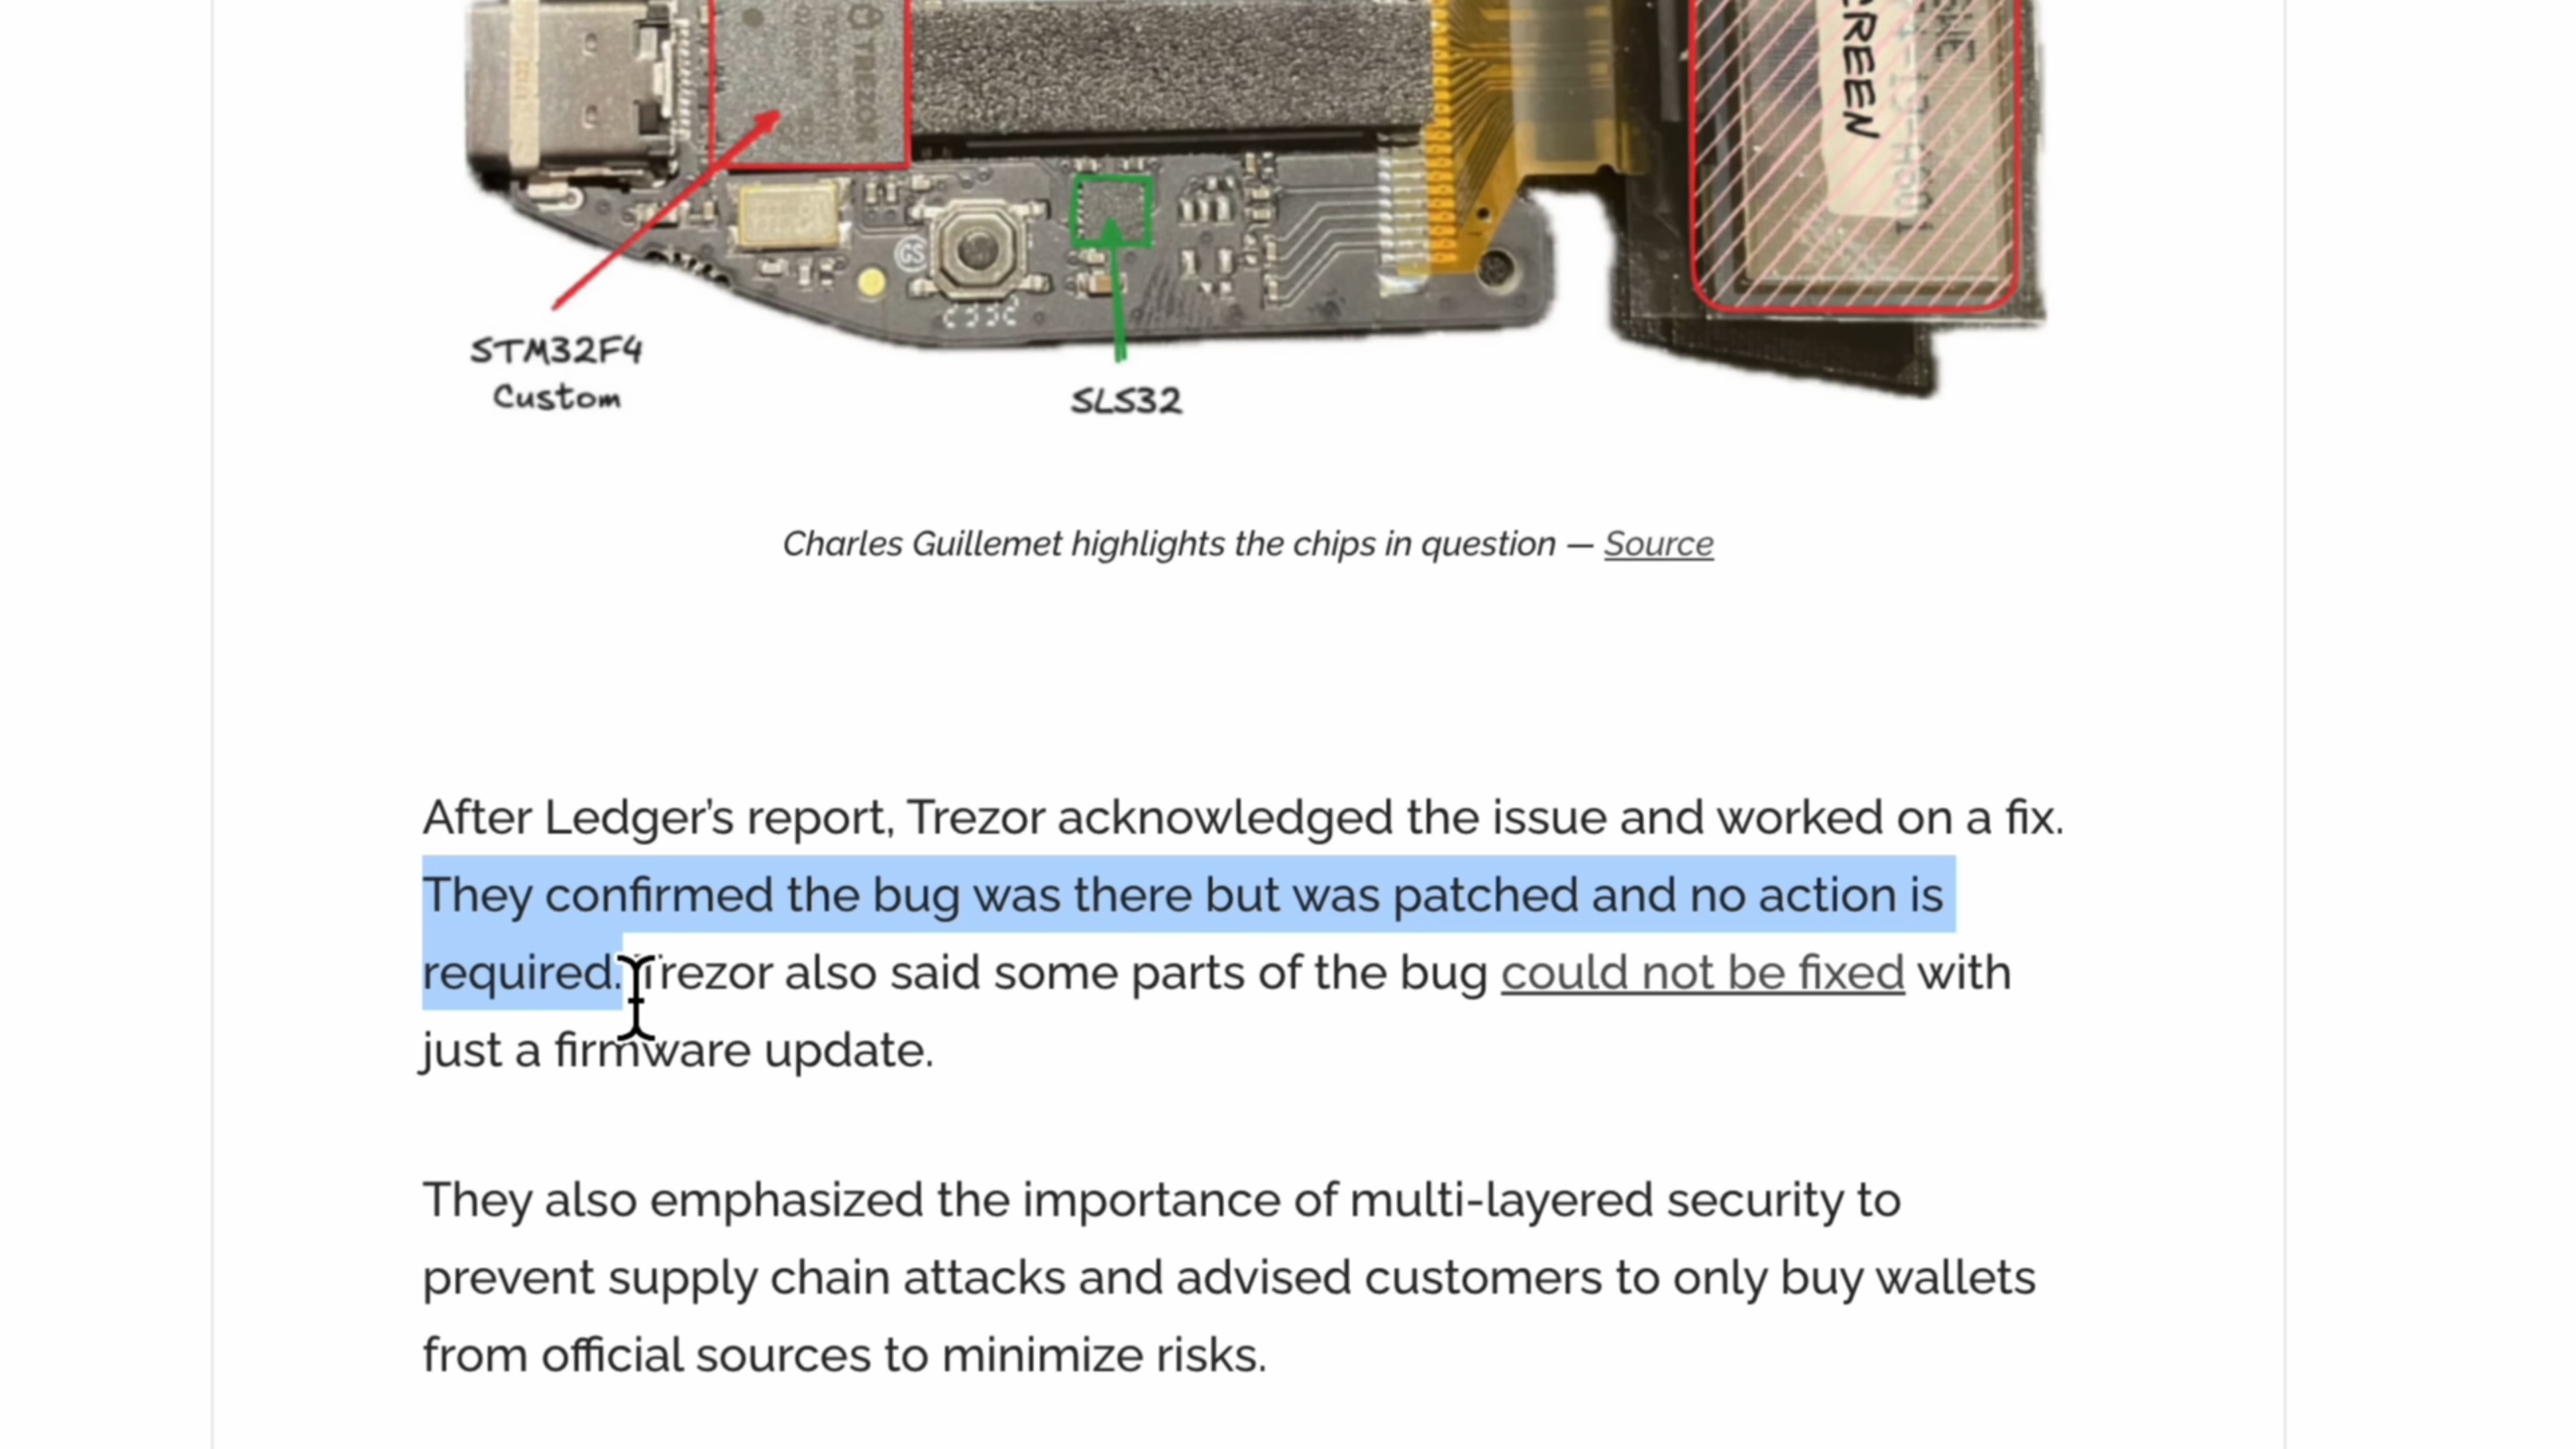 TREZOR
SCREEN
GS
STM32F4
Custom
SLS32
Charles Guillemet highlights the chips in question — Source
After Ledger's report, Trezor acknowledged the issue and worked on a fix.
They confirmed the bug was there but was patched and no action is
required. Trezor also said some parts of the bug could not be fixed with
just a firmware update.
They also emphasized the importance of multi-layered security to
prevent supply chain attacks and advised customers to only buy wallets
from official sources to minimize risks.